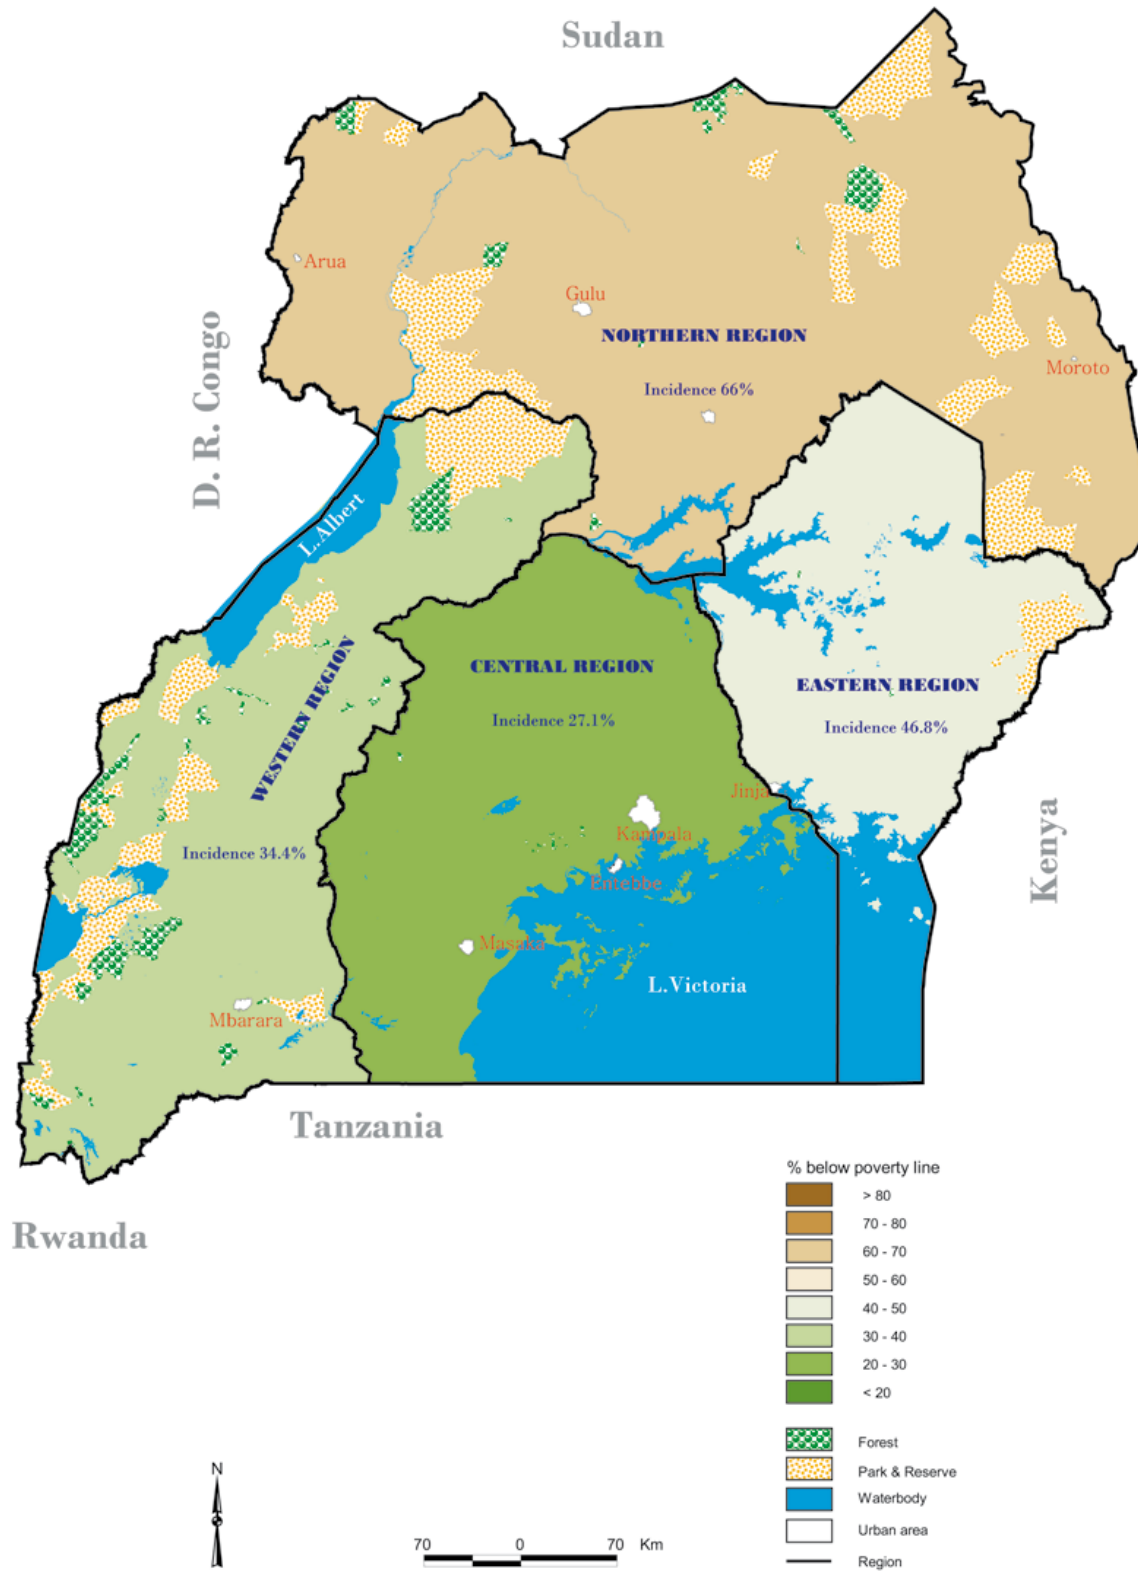 Sudan
Arua
Gulu
NORTHERN REGION
Incidence 66%
Moroto
D. R. Congo
L.Albert
WESTERN REGION
Incidence 34.4%
CENTRAL REGION
Incidence 27.1%
EASTERN REGION
Incidence 46.8%
Jinja
Kampala
Entebbe
Masaka
L.Victoria
Mbarara
Kenya
Tanzania
Rwanda
% below poverty line
> 80
70 - 80
60 - 70
50 - 60
40 - 50
30 - 40
20 - 30
< 20
Forest
Park & Reserve
Waterbody
Urban area
Region
N
70 0 70 Km